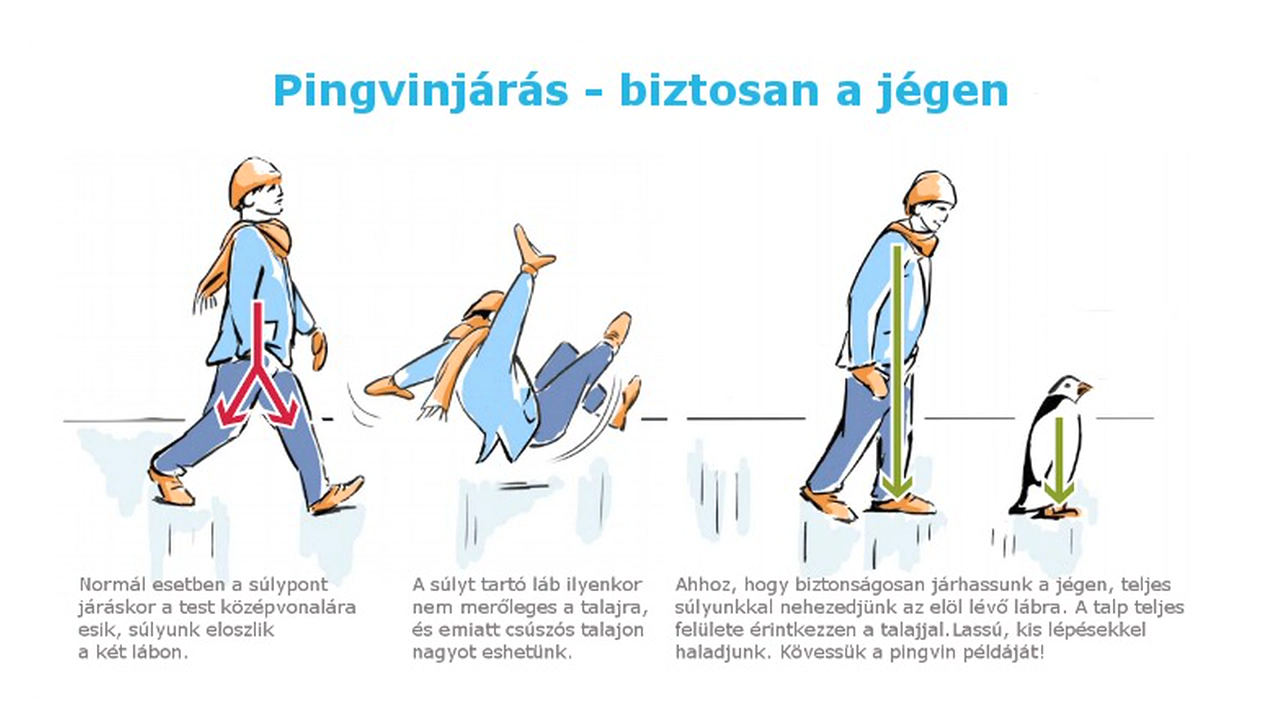 Pingvinjárás – biztosan a jégen
Normál esetben a súlypont
járáskor a test középvonalára
esik, súlyunk eloszlik
a két lábon.
A súlyt tartó láb ilyenkor
nem merőleges a talajra,
és emiatt csúszós talajon
nagyot eshetünk.
Ahhoz, hogy biztonságosan járhassunk a jégen, teljes
súlyunkkal nehezedjünk az elöl lévő lábra. A talp teljes
felülete érintkezzen a talajjal.Lassú, kis lépésekkel
haladjunk. Kövessük a pingvin példáját!